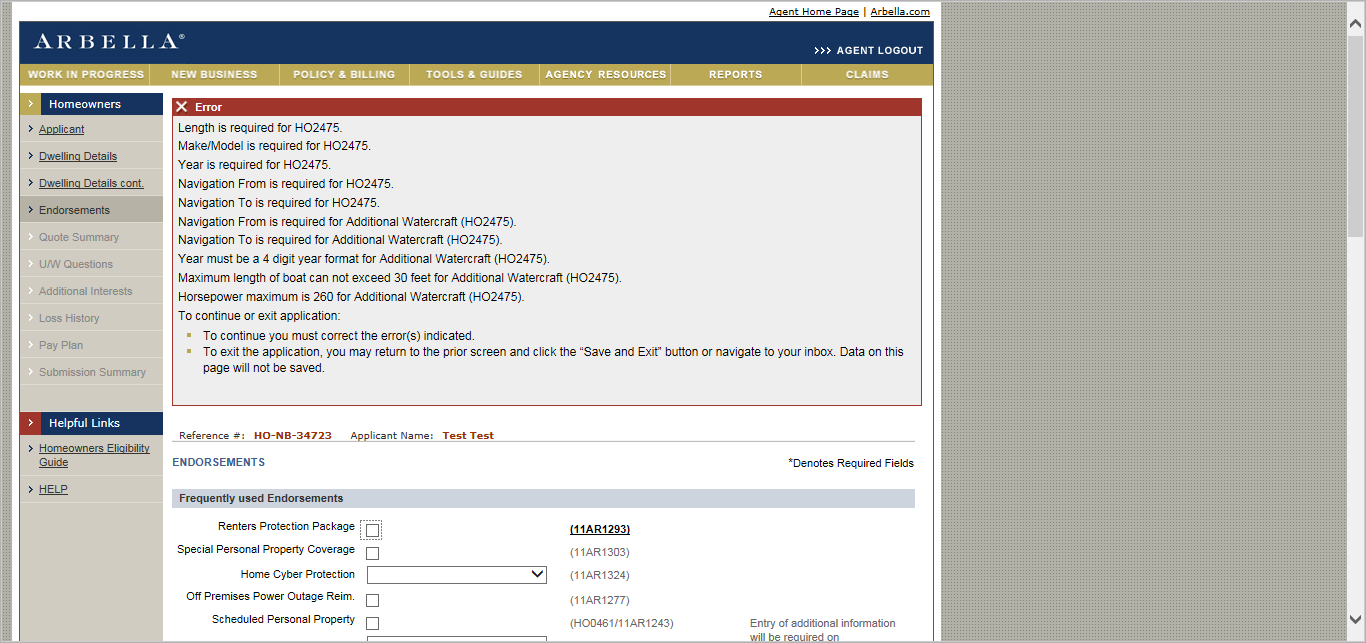 Agent Home Page | Arbella.com
ARBELLA®
>>> AGENT LOGOUT
WORK IN PROGRESS NEW BUSINESS POLICY & BILLING TOOLS & GUIDES AGENCY RESOURCES REPORTS CLAIMS
Homeowners
Applicant
Dwelling Details
Dwelling Details cont.
Endorsements
Quote Summary
U/W Questions
Additional Interests
Loss History
Pay Plan
Submission Summary
Helpful Links
Homeowners Eligibility
Guide
HELP
Error
Length is required for HO2475.
Make/Model is required for HO2475.
Year is required for HO2475.
Navigation From is required for HO2475.
Navigation To is required for HO2475.
Navigation From is required for Additional Watercraft (HO2475).
Navigation To is required for Additional Watercraft (HO2475).
Year must be a 4 digit year format for Additional Watercraft (HO2475).
Maximum length of boat can not exceed 30 feet for Additional Watercraft (HO2475).
Horsepower maximum is 260 for Additional Watercraft (HO2475).
To continue or exit application:
To continue you must correct the error(s) indicated.
To exit the application, you may return to the prior screen and click the “Save and Exit” button or navigate to your inbox. Data on this
page will not be saved.
Reference #: HO-NB-34723 Applicant Name: Test Test
ENDORSEMENTS *Denotes Required Fields
Frequently used Endorsements
Renters Protection Package (11AR1293)
Special Personal Property Coverage (11AR1303)
Home Cyber Protection (11AR1324)
Off Premises Power Outage Reim. (11AR1277)
Scheduled Personal Property (HO0461/11AR1243) Entry of additional information
will be required on